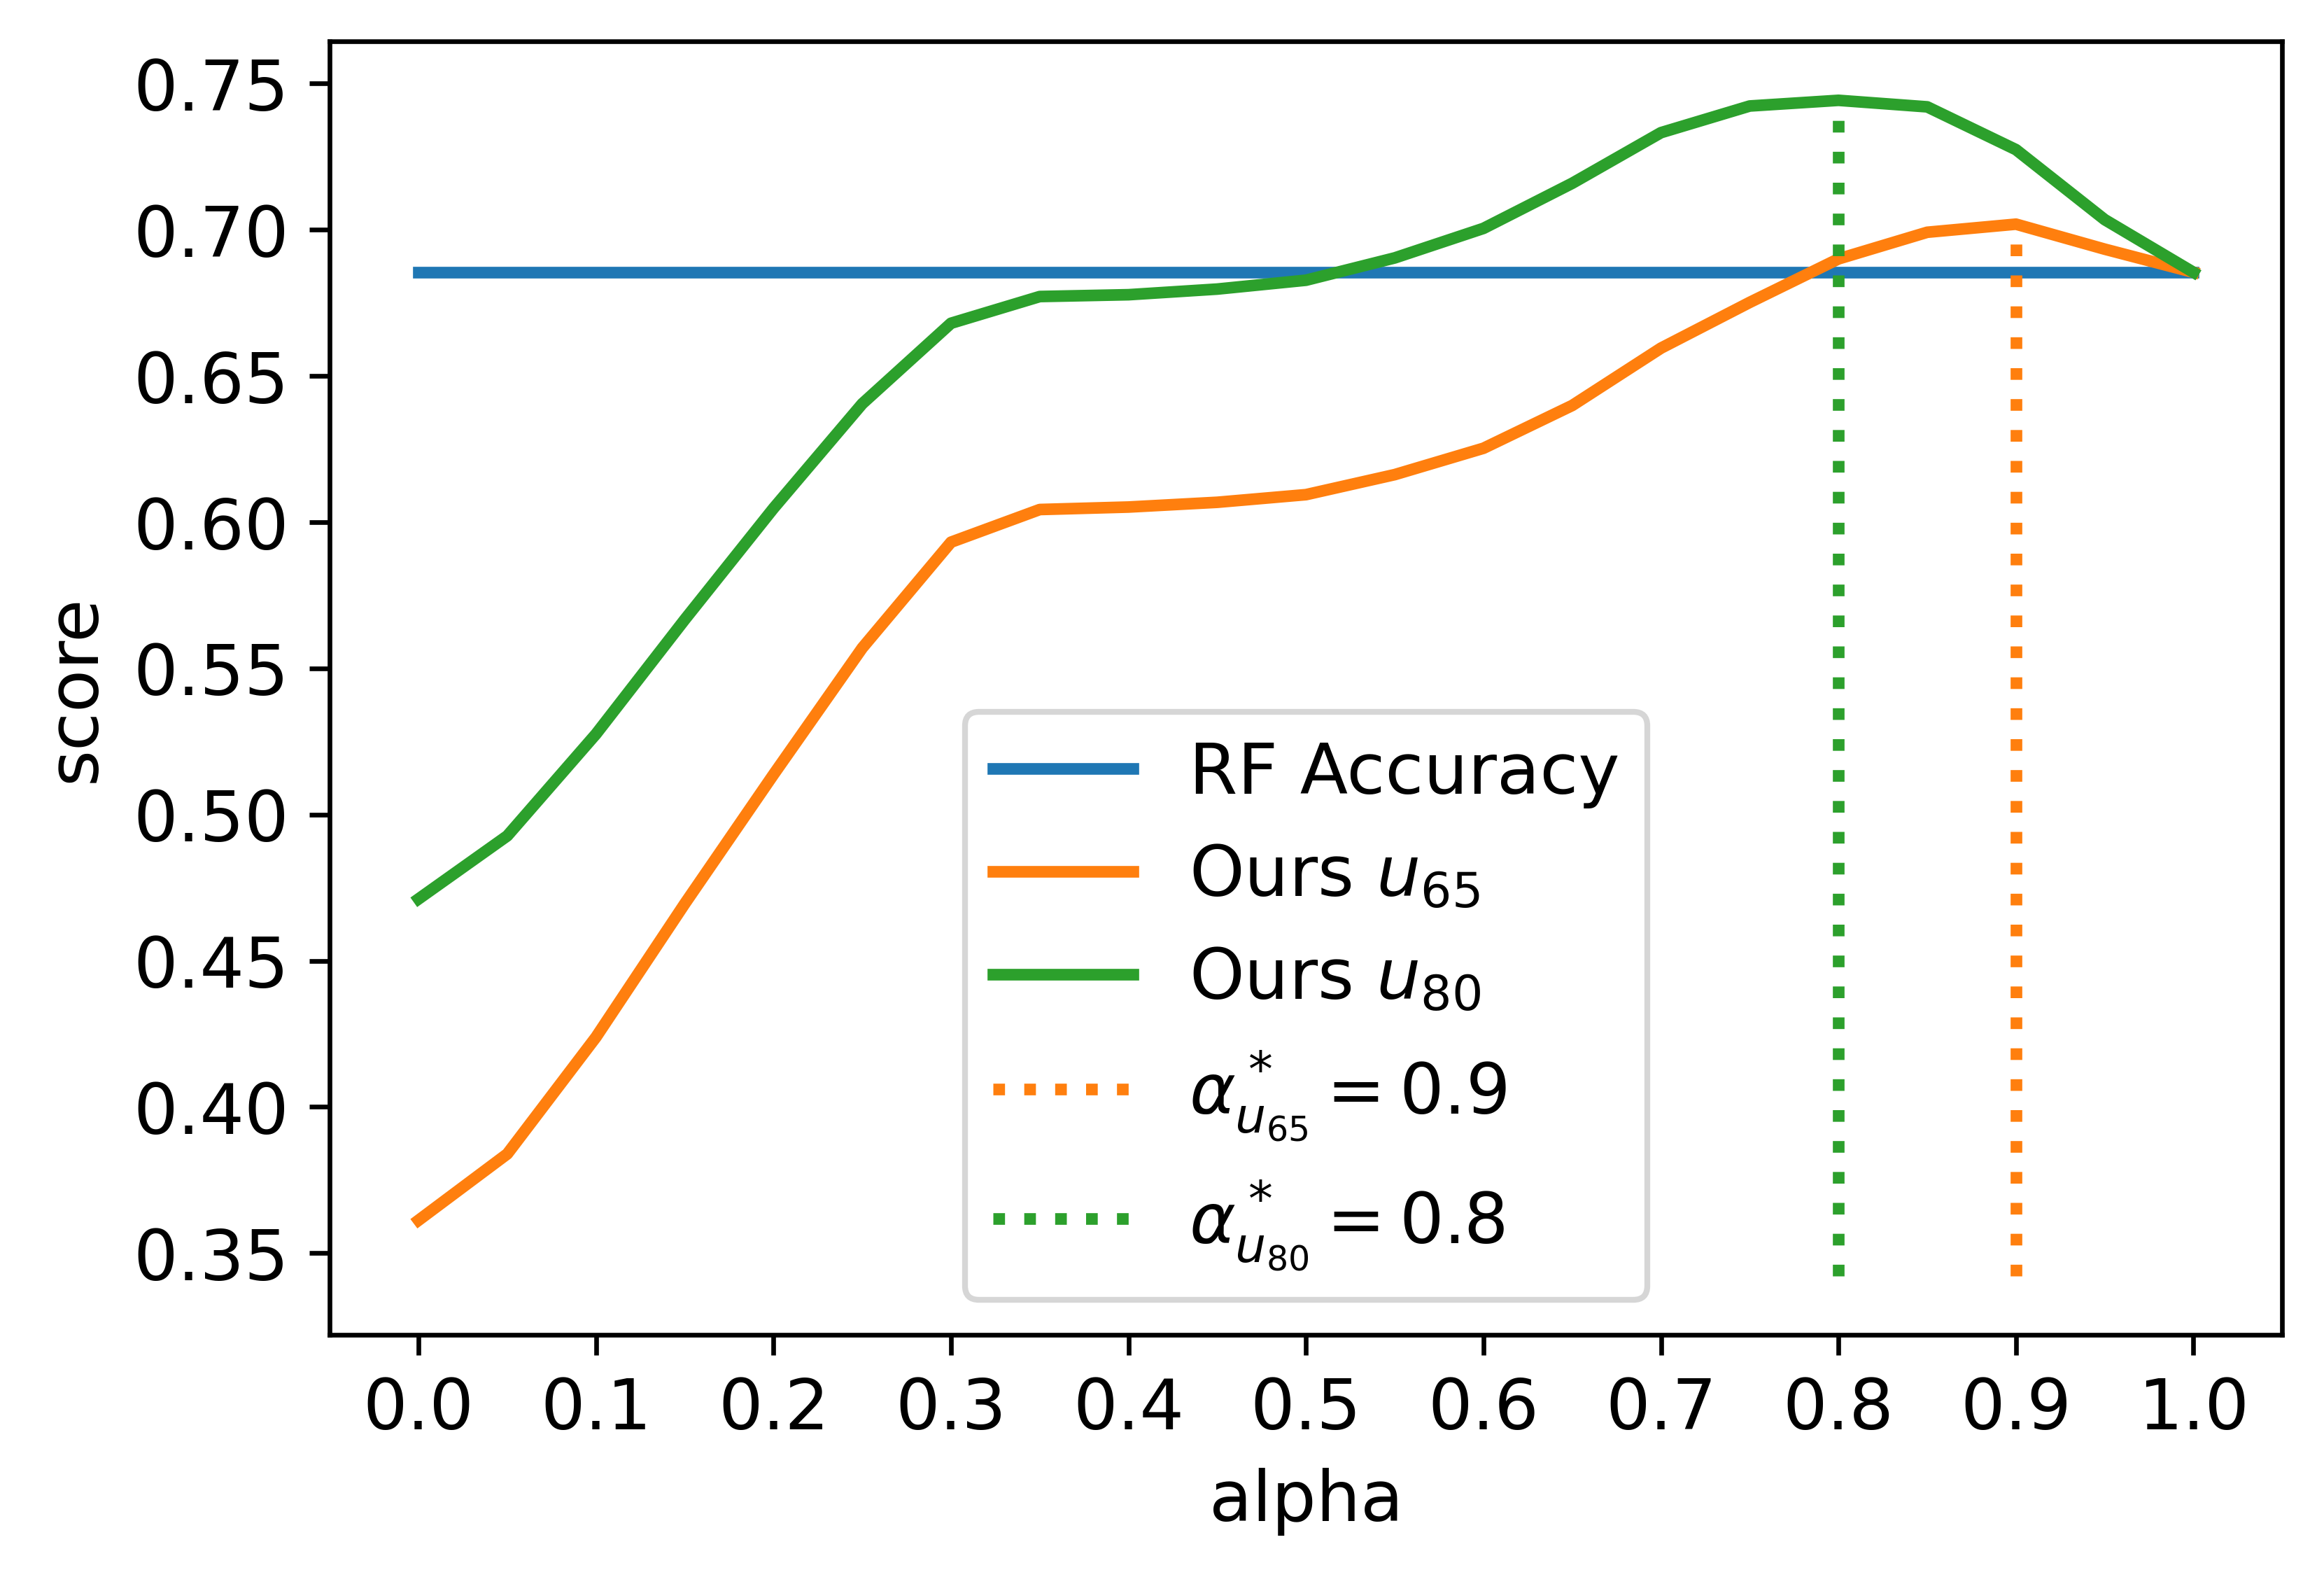 0.75
0.70
0.65
0.60
0.55
0.50
0.45
0.40
0.35
score
RF Accuracy
Ours u₆₅
Ours u₈₀
α*ᵤ₆₅ = 0.9
α*ᵤ₈₀ = 0.8
0.0 0.1 0.2 0.3 0.4 0.5 0.6 0.7 0.8 0.9 1.0
alpha